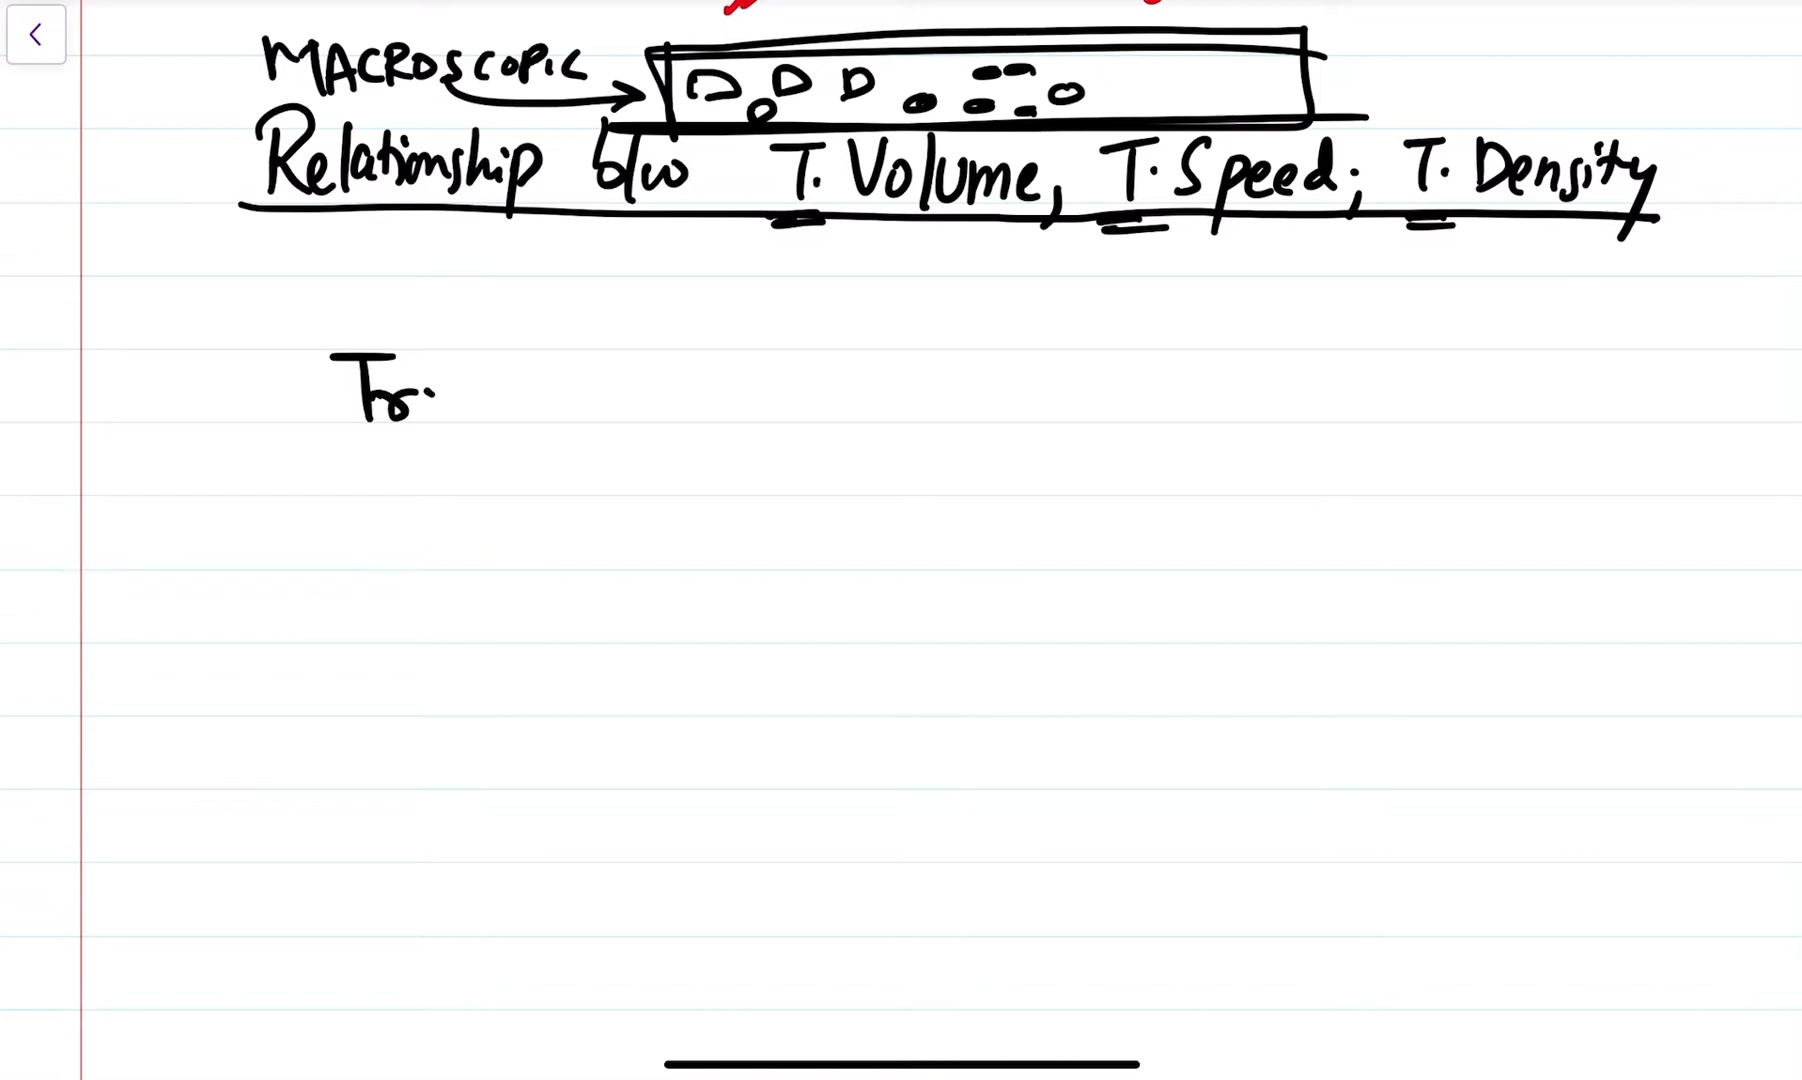 MACROSCOPIC
Relationship b/w T. Volume, T. Speed, T. Density
Tr.